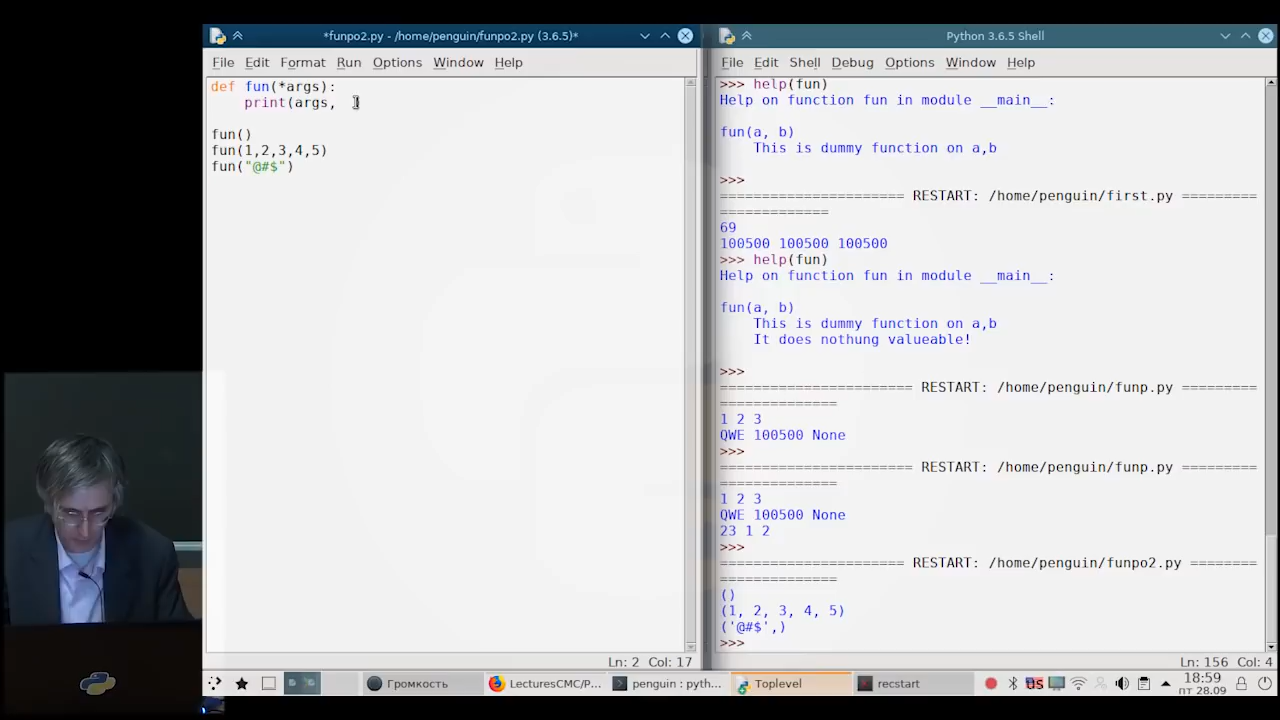 *funpo2.py - /home/penguin/funpo2.py (3.6.5)*
File Edit Format Run Options Window Help
def fun(*args):
    print(args,  )
fun()
fun(1,2,3,4,5)
fun("@#$")
Ln: 2 Col: 17
Python 3.6.5 Shell
File Edit Shell Debug Options Window Help
>>> help(fun)
Help on function fun in module __main__:
fun(a, b)
    This is dummy function on a,b
>>>
====================== RESTART: /home/penguin/first.py =========
=============
69
100500 100500 100500
>>> help(fun)
Help on function fun in module __main__:
fun(a, b)
    This is dummy function on a,b
    It does nothung valueable!
>>>
======================= RESTART: /home/penguin/funp.py =========
==============
1 2 3
QWE 100500 None
>>>
======================= RESTART: /home/penguin/funp.py =========
==============
1 2 3
QWE 100500 None
23 1 2
>>>
====================== RESTART: /home/penguin/funpo2.py =========
==============
()
(1, 2, 3, 4, 5)
('@#$',)
>>>
Ln: 156 Col: 4
Громкость
LecturesCMC/P...
penguin : pyth...
Toplevel
recstart
US
18:59
пт 28.09